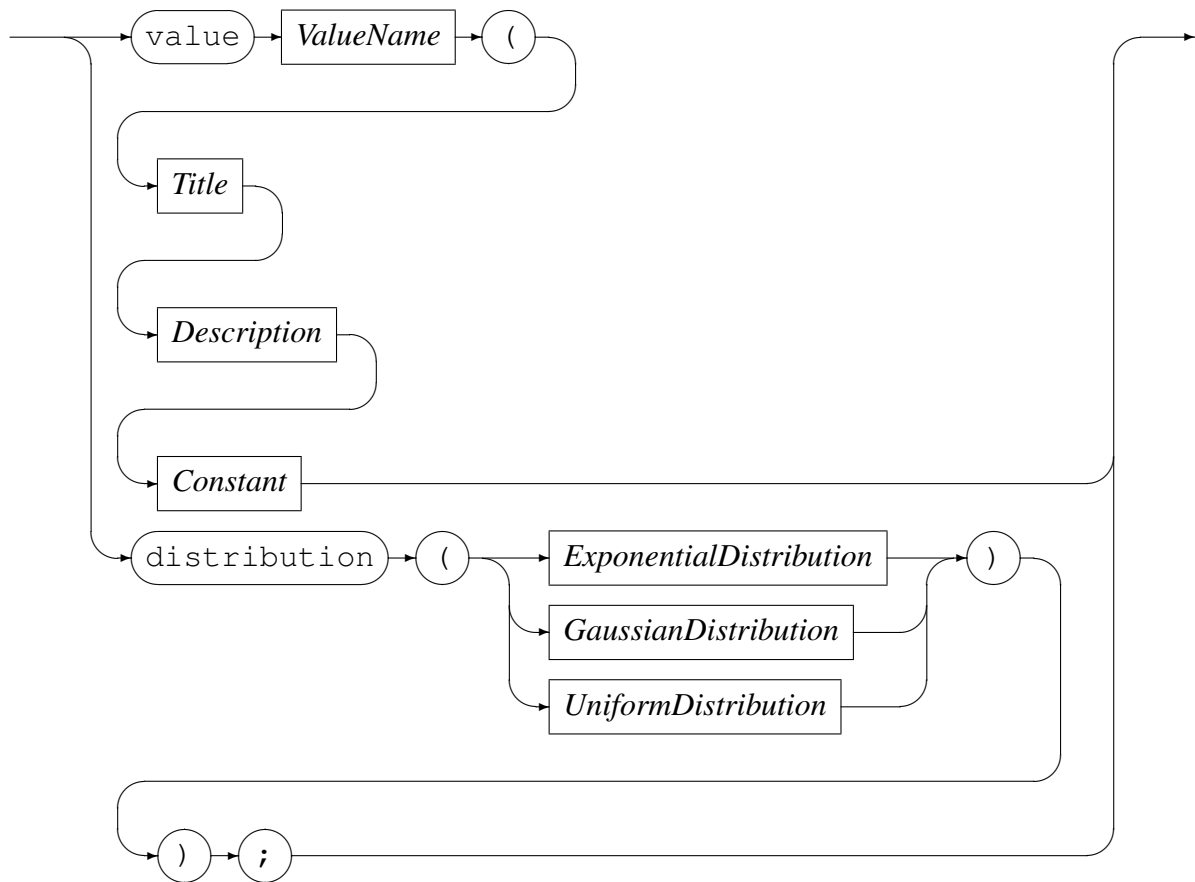 value ValueName (
Title
Description
Constant
distribution ( ExponentialDistribution )
GaussianDistribution
UniformDistribution
) ;